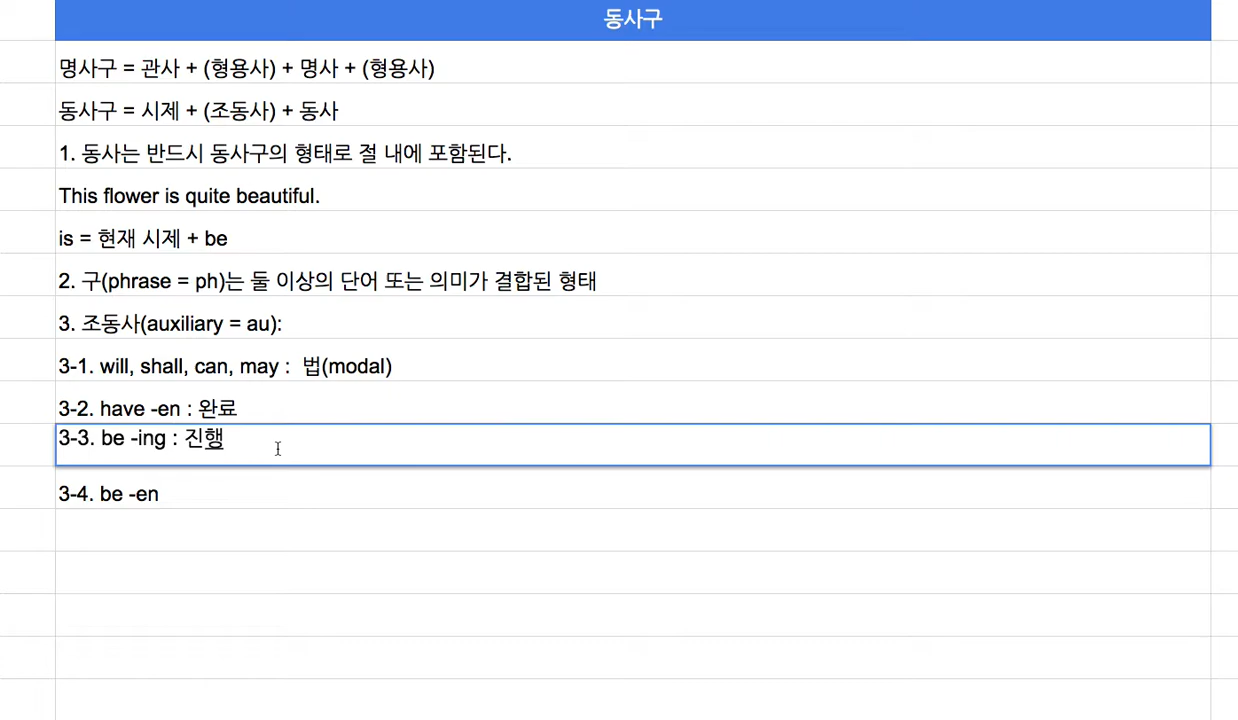 동사구
명사구 = 관사 + (형용사) + 명사 + (형용사)
동사구 = 시제 + (조동사) + 동사
1. 동사는 반드시 동사구의 형태로 절 내에 포함된다.
This flower is quite beautiful.
is = 현재 시제 + be
2. 구(phrase = ph)는 둘 이상의 단어 또는 의미가 결합된 형태
3. 조동사(auxiliary = au):
3-1. will, shall, can, may :  법(modal)
3-2. have -en : 완료
3-3. be -ing : 진행
3-4. be -en